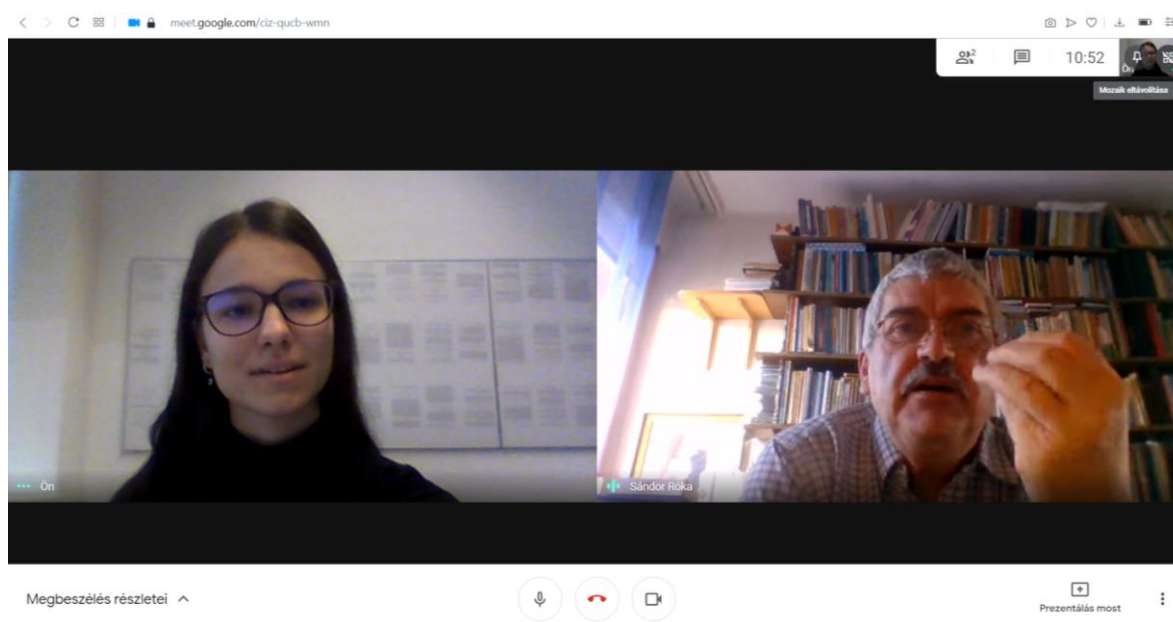 meet.google.com/ciz-qucb-wmn
2
10:52
Ön
Mozaik eltávolítása
Ön
Sándor Róka
Megbeszélés részletei
Prezentálás most